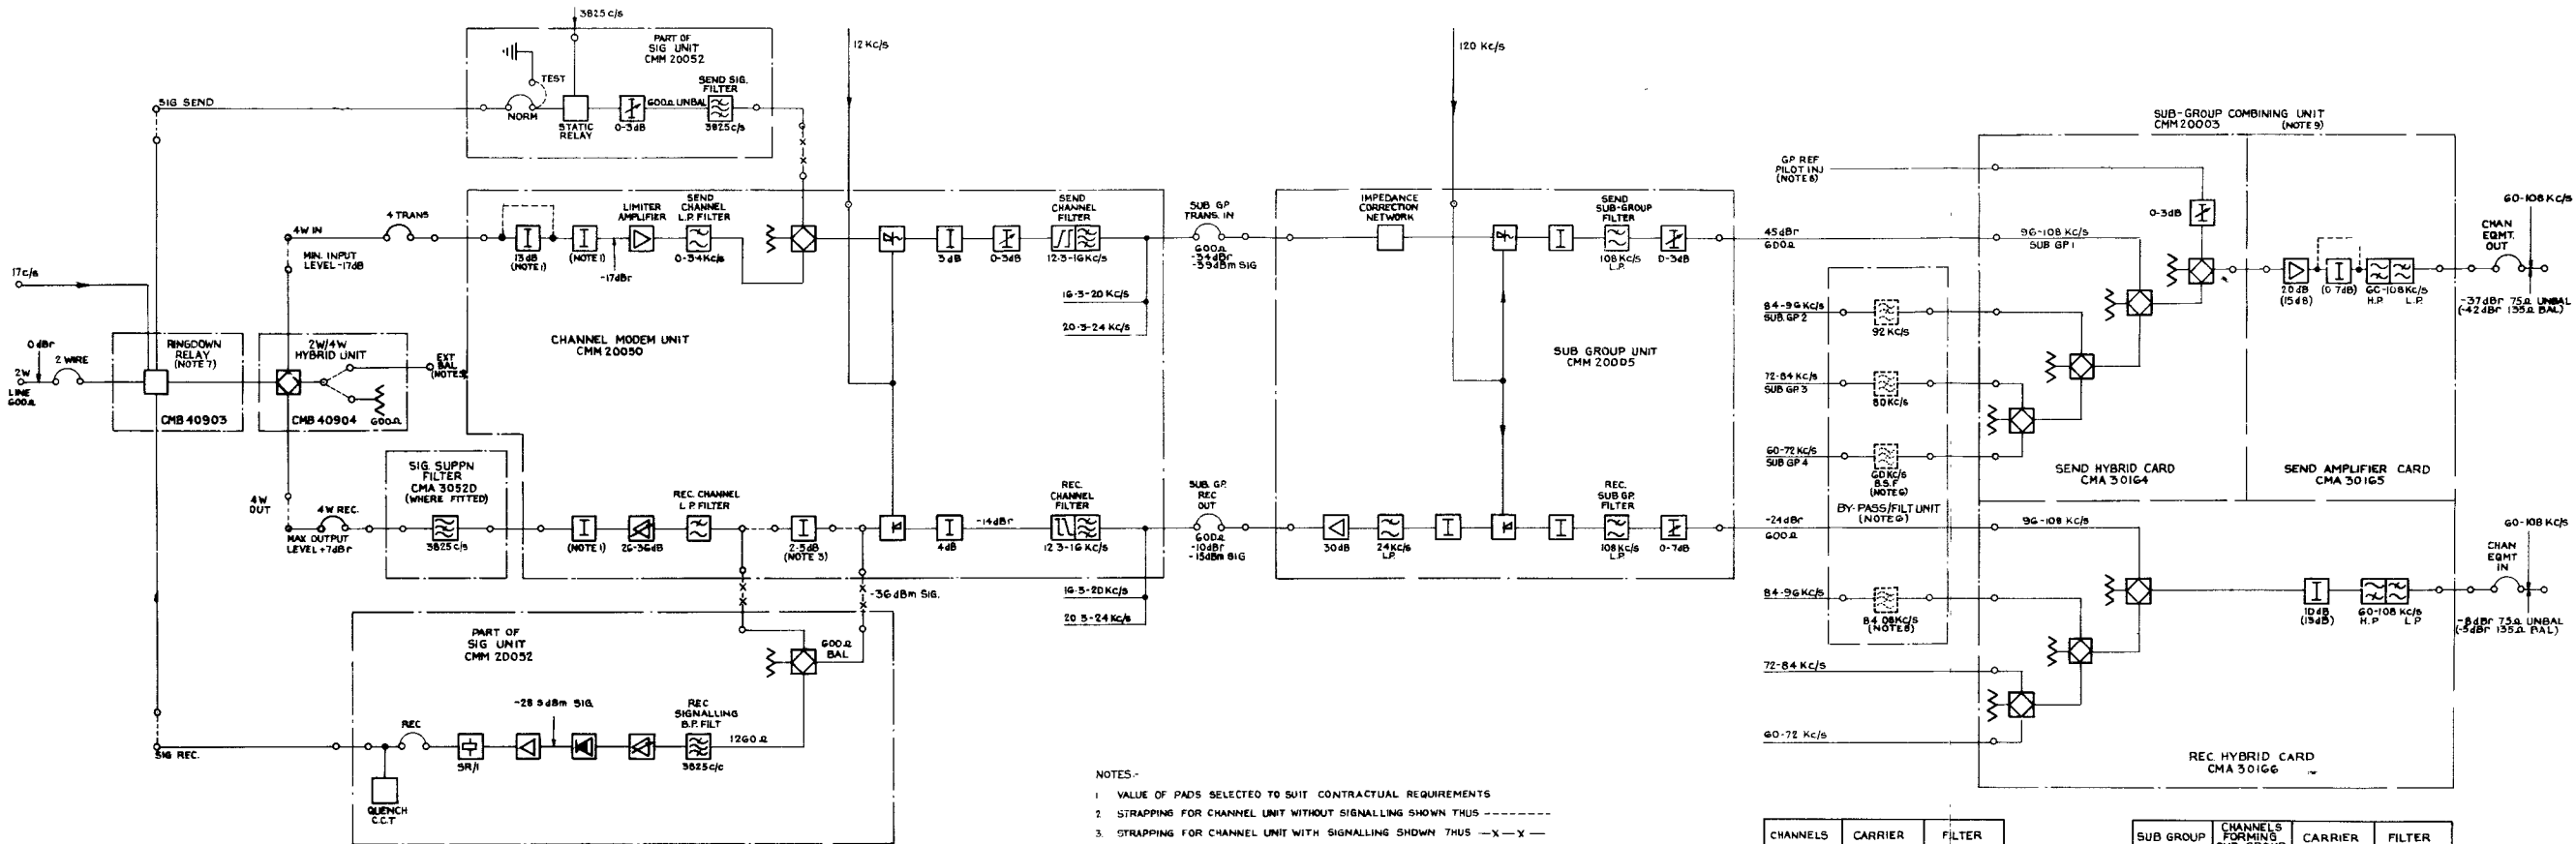 3825 c/s
PART OF
SIG UNIT
CMM 20052
TEST
NORM
STATIC
RELAY
0-3dB
600Ω UNBAL
SEND SIG.
FILTER
3825 c/s
SIG SEND
12 Kc/s
120 Kc/s
17c/s
0 dBr
2 WIRE
2W
LINE
600Ω
RINGDOWN
RELAY
(NOTE 7)
CMB 40903
2W/4W
HYBRID UNIT
CMB 40904
600Ω
EXT
BAL
4W IN
4 TRANS
MIN. INPUT
LEVEL -17dB
13dB
(NOTE 1)
(NOTE 1)
-17dBr
LIMITER
AMPLIFIER
SEND
CHANNEL
L.P. FILTER
0-3·4Kc/s
3dB
0-3dB
SEND
CHANNEL
FILTER
12·3-16Kc/s
16·3-20 Kc/s
20·3-24 Kc/s
CHANNEL MODEM UNIT
CMM 20050
SUB GP
TRANS. IN
600Ω
-34dBr
-39dBm SIG
IMPEDANCE
CORRECTION
NETWORK
SEND
SUB-GROUP
FILTER
108 Kc/s
L.P.
0-3dB
SUB GROUP UNIT
CMM 20005
45dBr
600Ω
84-96Kc/s
SUB. GP 2
92 Kc/s
72-84 Kc/s
SUB GP 3
80Kc/s
60-72 Kc/s
SUB GP 4
60Kc/s
B.S.F
(NOTE 6)
BY-PASS/FILT UNIT
(NOTE 6)
SUB-GROUP COMBINING UNIT
CMM 20003 (NOTE 9)
GP REF
PILOT INJ
0-3dB
96-108 Kc/s
SUB GP 1
20dB
(15dB)
(0·7dB)
60-108Kc/s
H.P. L.P.
SEND HYBRID CARD
CMA 30164
SEND AMPLIFIER CARD
CMA 30165
60-108 Kc/s
CHAN
EQMT.
OUT
-37dBr 75Ω UNBAL
(-42dBr 135Ω BAL)
4W
OUT
4W REC.
MAX OUTPUT
LEVEL +7dBr
SIG. SUPPN
FILTER
CMA 30520
(WHERE FITTED)
3825 c/s
(NOTE 1)
26-36dB
REC. CHANNEL
L.P. FILTER
2·5dB
(NOTE 3)
4dB
-14dBr
REC.
CHANNEL
FILTER
12·3-16 Kc/s
16·3-20Kc/s
20·3-24 Kc/s
SUB. GP.
REC
OUT
600Ω
-10dBr
-15dBm SIG
30dB
24Kc/s
L.P.
REC.
SUB GP.
FILTER
108 Kc/s
L.P.
0-7dB
-24dBr
600Ω
84-96Kc/s
84·08Kc/s
72-84 Kc/s
60-72 Kc/s
96-108 Kc/s
10dB
(13dB)
60-108 Kc/s
H.P L.P
60-108 Kc/s
CHAN
EQMT
IN
-8dBr 75Ω UNBAL
(-5dBr 135Ω BAL)
REC. HYBRID CARD
CMA 30166
PART OF
SIG UNIT
CMM 20052
-36dBm SIG.
600Ω
BAL
1260Ω
REC
SIGNALLING
B.P. FILT
3825c/c
-28·5dBm SIG.
SR/1
REC
QUENCH
C.C.T
SIG REC.
NOTES:-
1 VALUE OF PADS SELECTED TO SUIT CONTRACTUAL REQUIREMENTS
2 STRAPPING FOR CHANNEL UNIT WITHOUT SIGNALLING SHOWN THUS --------
3. STRAPPING FOR CHANNEL UNIT WITH SIGNALLING SHOWN THUS —X—X—
CHANNELS CARRIER FILTER
SUB GROUP CHANNELS FORMING SUB GROUP CARRIER FILTER